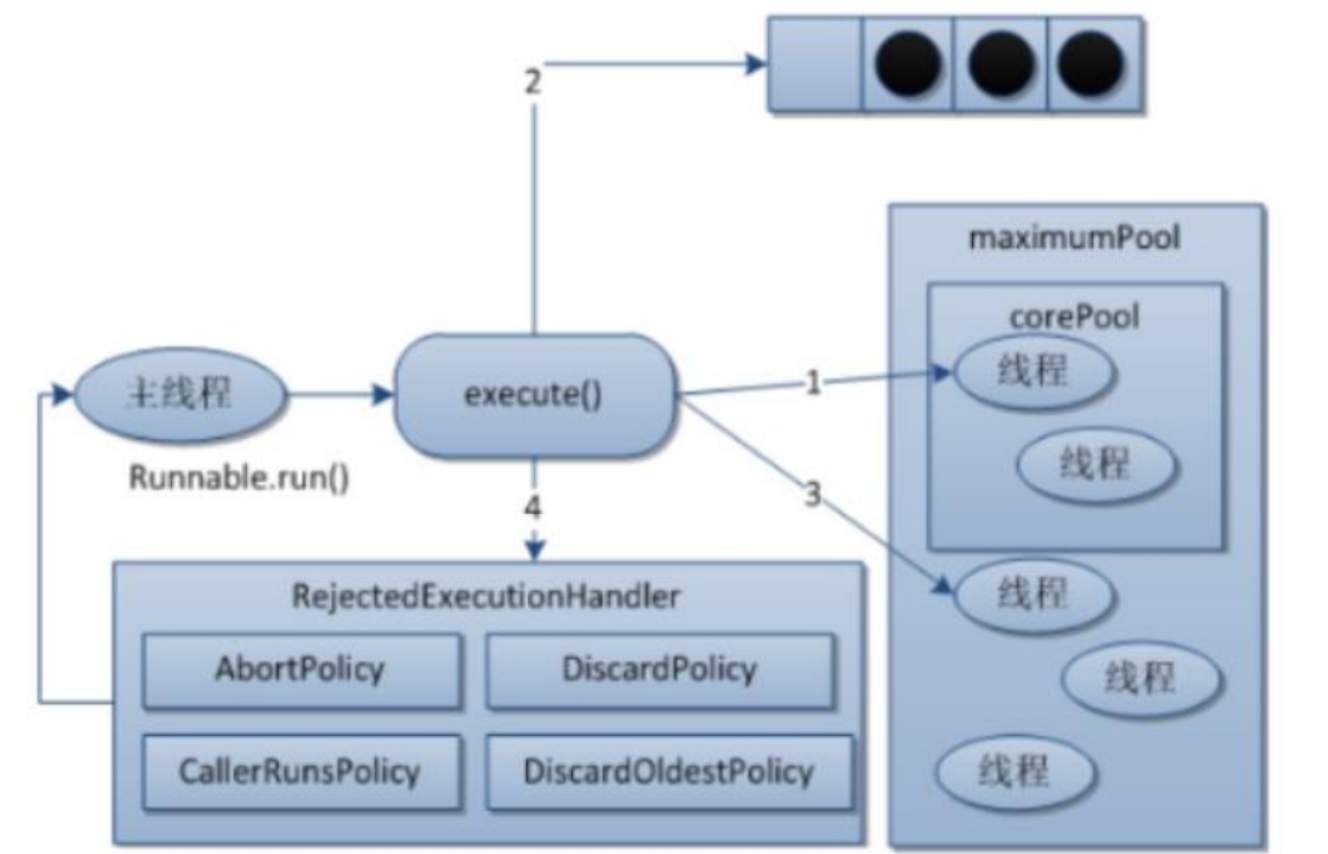 2
maximumPool
corePool
线程
线程
1
主线程
execute()
Runnable.run()
3
4
线程
线程
线程
RejectedExecutionHandler
AbortPolicy
DiscardPolicy
CallerRunsPolicy
DiscardOldestPolicy